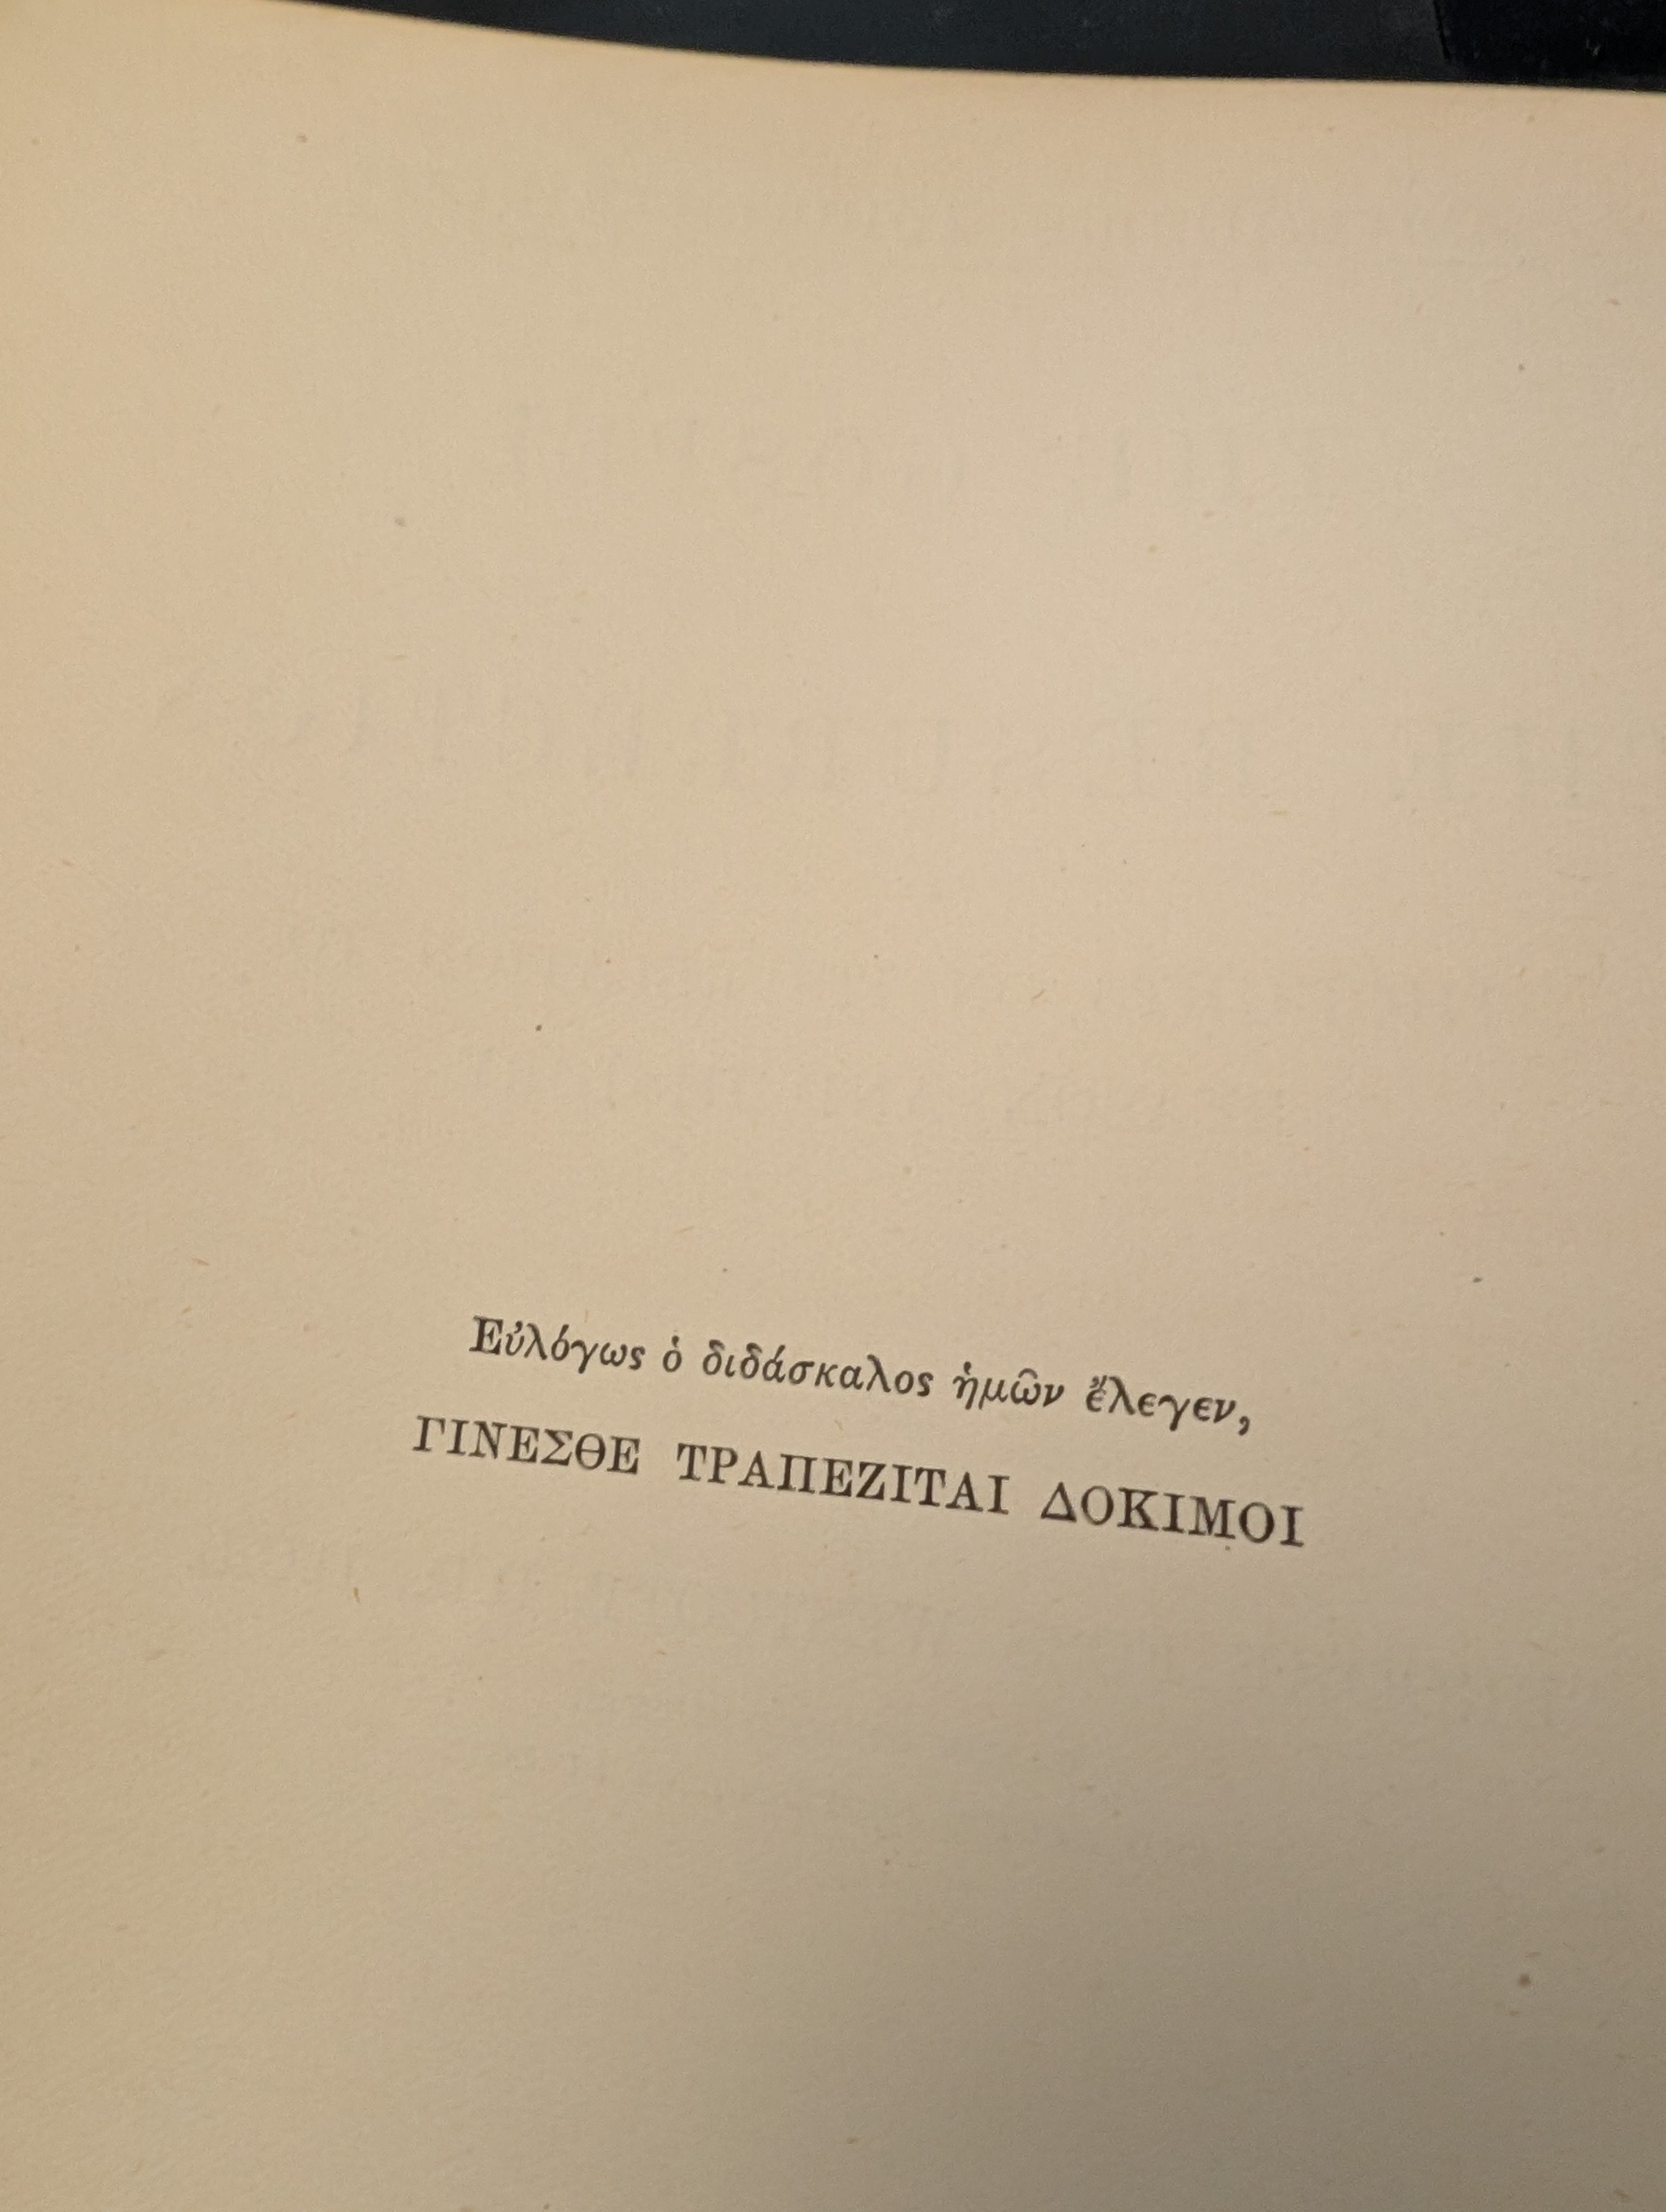 Εὐλόγως ὁ διδάσκαλος ἡμῶν ἔλεγεν,
ΓΙΝΕΣΘΕ ΤΡΑΠΕΖΙΤΑΙ ΔΟΚΙΜΟΙ